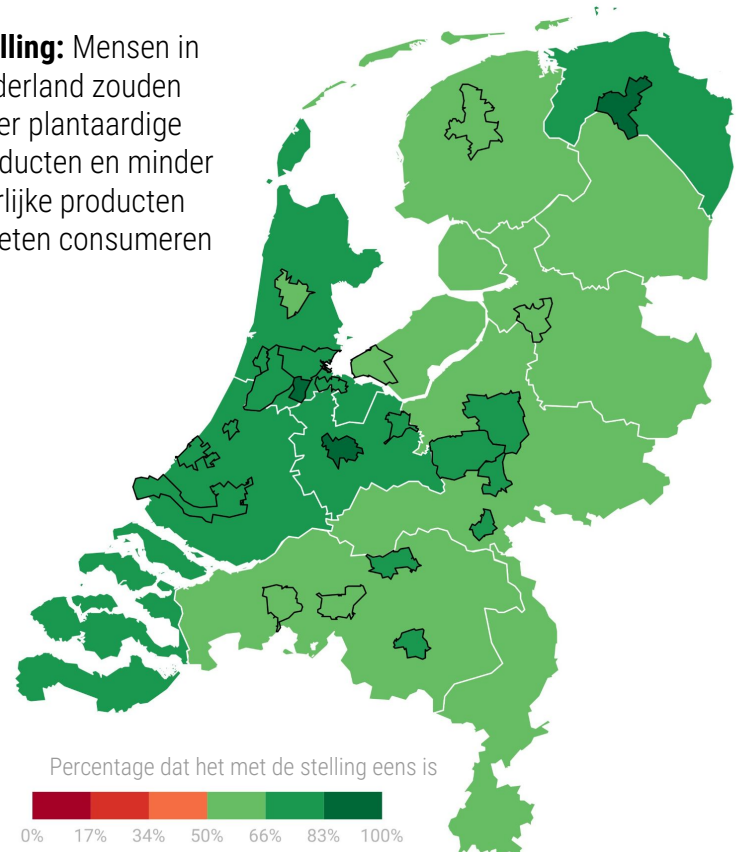 lling: Mensen in
derland zouden
er plantaardige
ducten en minder
rlijke producten
eten consumeren
Percentage dat het met de stelling eens is
0% 17% 34% 50% 66% 83% 100%